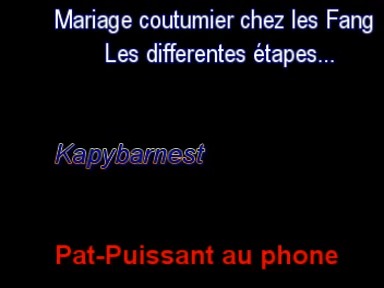 Mariage coutumier chez les Fang
Les differentes étapes...
Kapybarnest
Pat-Puissant au phone